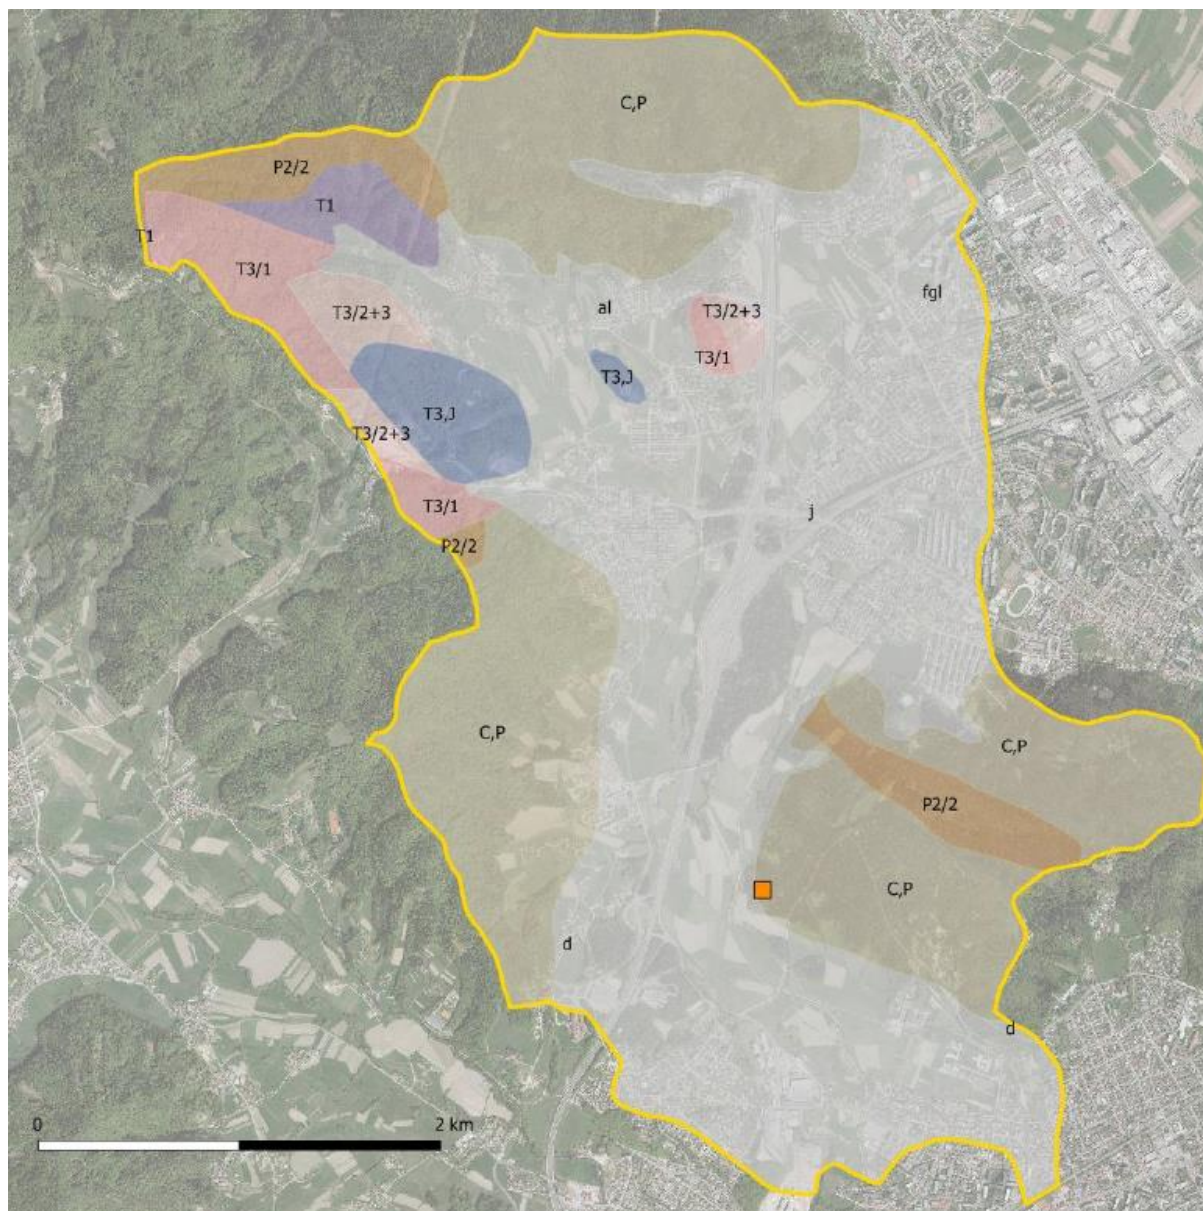 C,P
P2/2
T1
T1
T3/1
T3/2+3
al
T3/2+3
fgl
T3/1
T3,J
T3,J
T3/2+3
T3/1
j
P2/2
C,P
C,P
P2/2
C,P
d
d
0
2 km